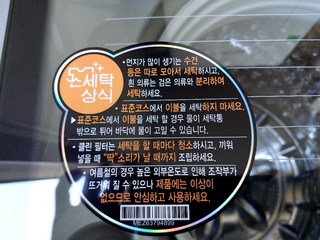 세탁
상식
• 먼지가 많이 생기는 수건
등은 따로 모아서 세탁하시고,
흰 의류는 검은 의류와 분리하여
세탁하세요.
• 표준코스에서 이불을 세탁하지 마세요.
▶ 표준코스에서 이불을 세탁 할 경우 물이 세탁통
밖으로 튀어 바닥에 물이 고일 수 있습니다.
• 클린 필터는 세탁을 할 때마다 청소하시고, 끼워
넣을 때 "딱"소리가 날 때까지 조립하세요.
• 여름철의 경우 높은 외부온도로 인해 조작부가
뜨거워 질 수 있으나 제품에는 이상이
없으므로 안심하고 사용하세요.
MEZ63794899